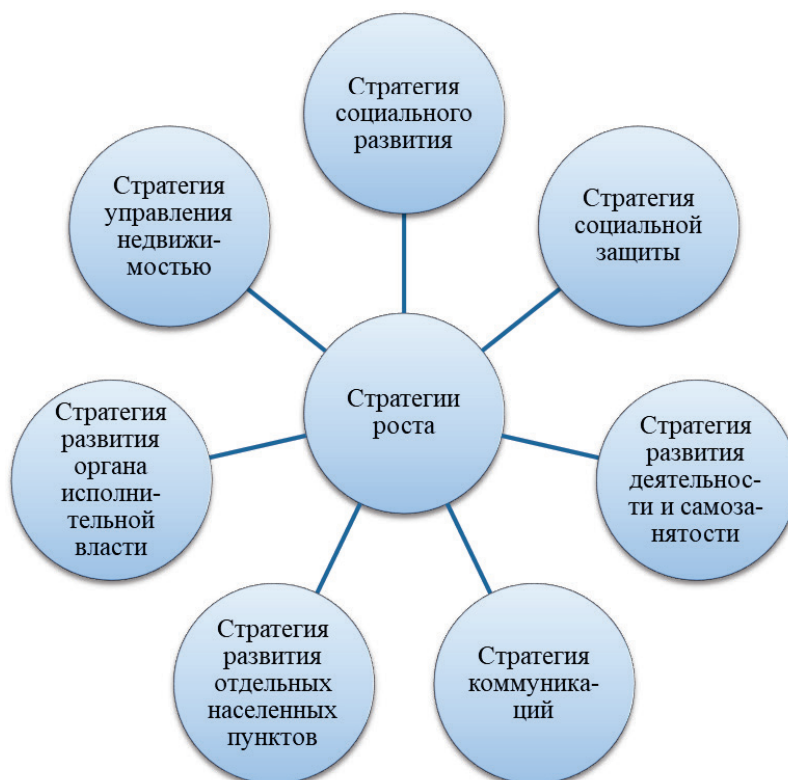 Стратегия
социального
развития
Стратегия
социальной
защиты
Стратегия
развития
деятельнос-
ти и самоза-
нятости
Стратегия
коммуника-
ций
Стратегия
развития
отдельных
населенных
пунктов
Стратегия
развития
органа
исполни-
тельной
власти
Стратегия
управления
недвижи-
мостью
Стратегии
роста